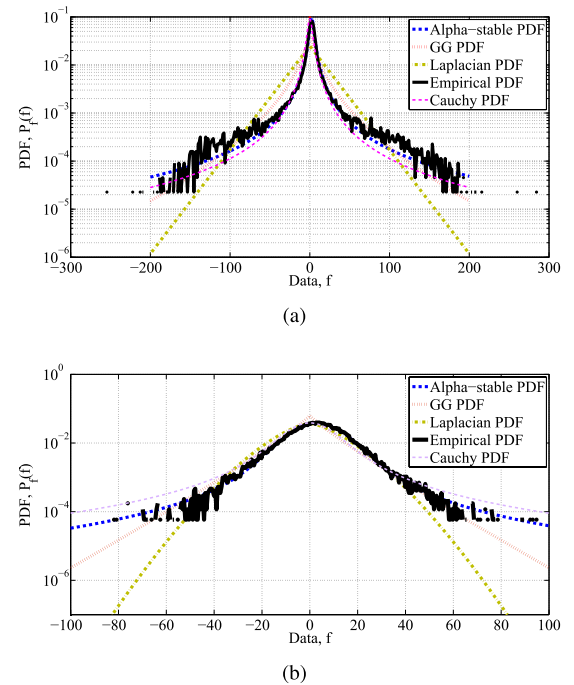 10⁻¹
10⁻²
10⁻³
10⁻⁴
10⁻⁵
10⁻⁶
PDF, P_f(f)
Alpha−stable PDF
GG PDF
Laplacian PDF
Empirical PDF
Cauchy PDF
−300 −200 −100 0 100 200 300
Data, f
(a)
10⁰
10⁻²
10⁻⁴
10⁻⁶
PDF, P_f(f)
Alpha−stable PDF
GG PDF
Laplacian PDF
Empirical PDF
Cauchy PDF
−100 −80 −60 −40 −20 0 20 40 60 80 100
Data, f
(b)